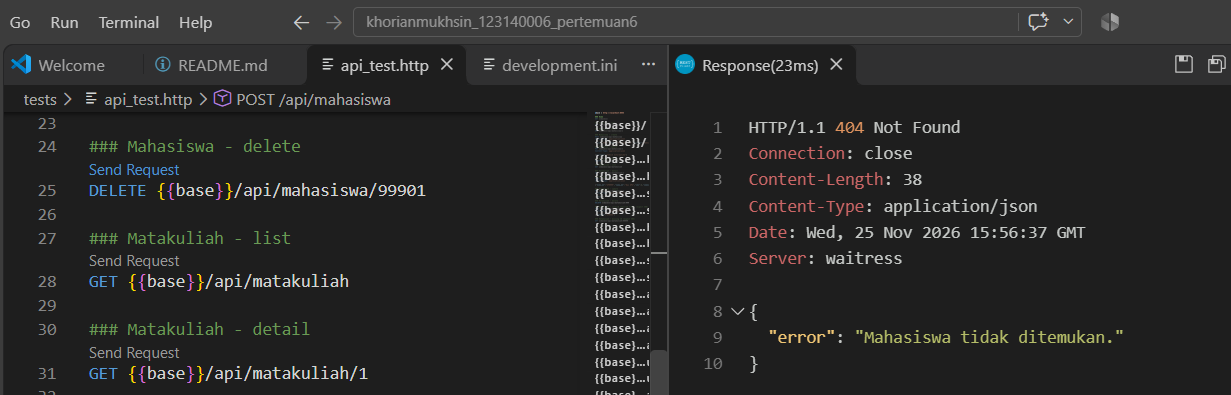 Go Run Terminal Help
khorianmukhsin_123140006_pertemuan6
Welcome
README.md
api_test.http
development.ini
tests > api_test.http > POST /api/mahasiswa
23
24 ### Mahasiswa - delete
Send Request
25 DELETE {{base}}/api/mahasiswa/99901
26
27 ### Matakuliah - list
Send Request
28 GET {{base}}/api/matakuliah
29
30 ### Matakuliah - detail
Send Request
31 GET {{base}}/api/matakuliah/1
{{base}}/
{{base}}/
Response(23ms)
1 HTTP/1.1 404 Not Found
2 Connection: close
3 Content-Length: 38
4 Content-Type: application/json
5 Date: Wed, 25 Nov 2026 15:56:37 GMT
6 Server: waitress
7
8 {
9 "error": "Mahasiswa tidak ditemukan."
10 }